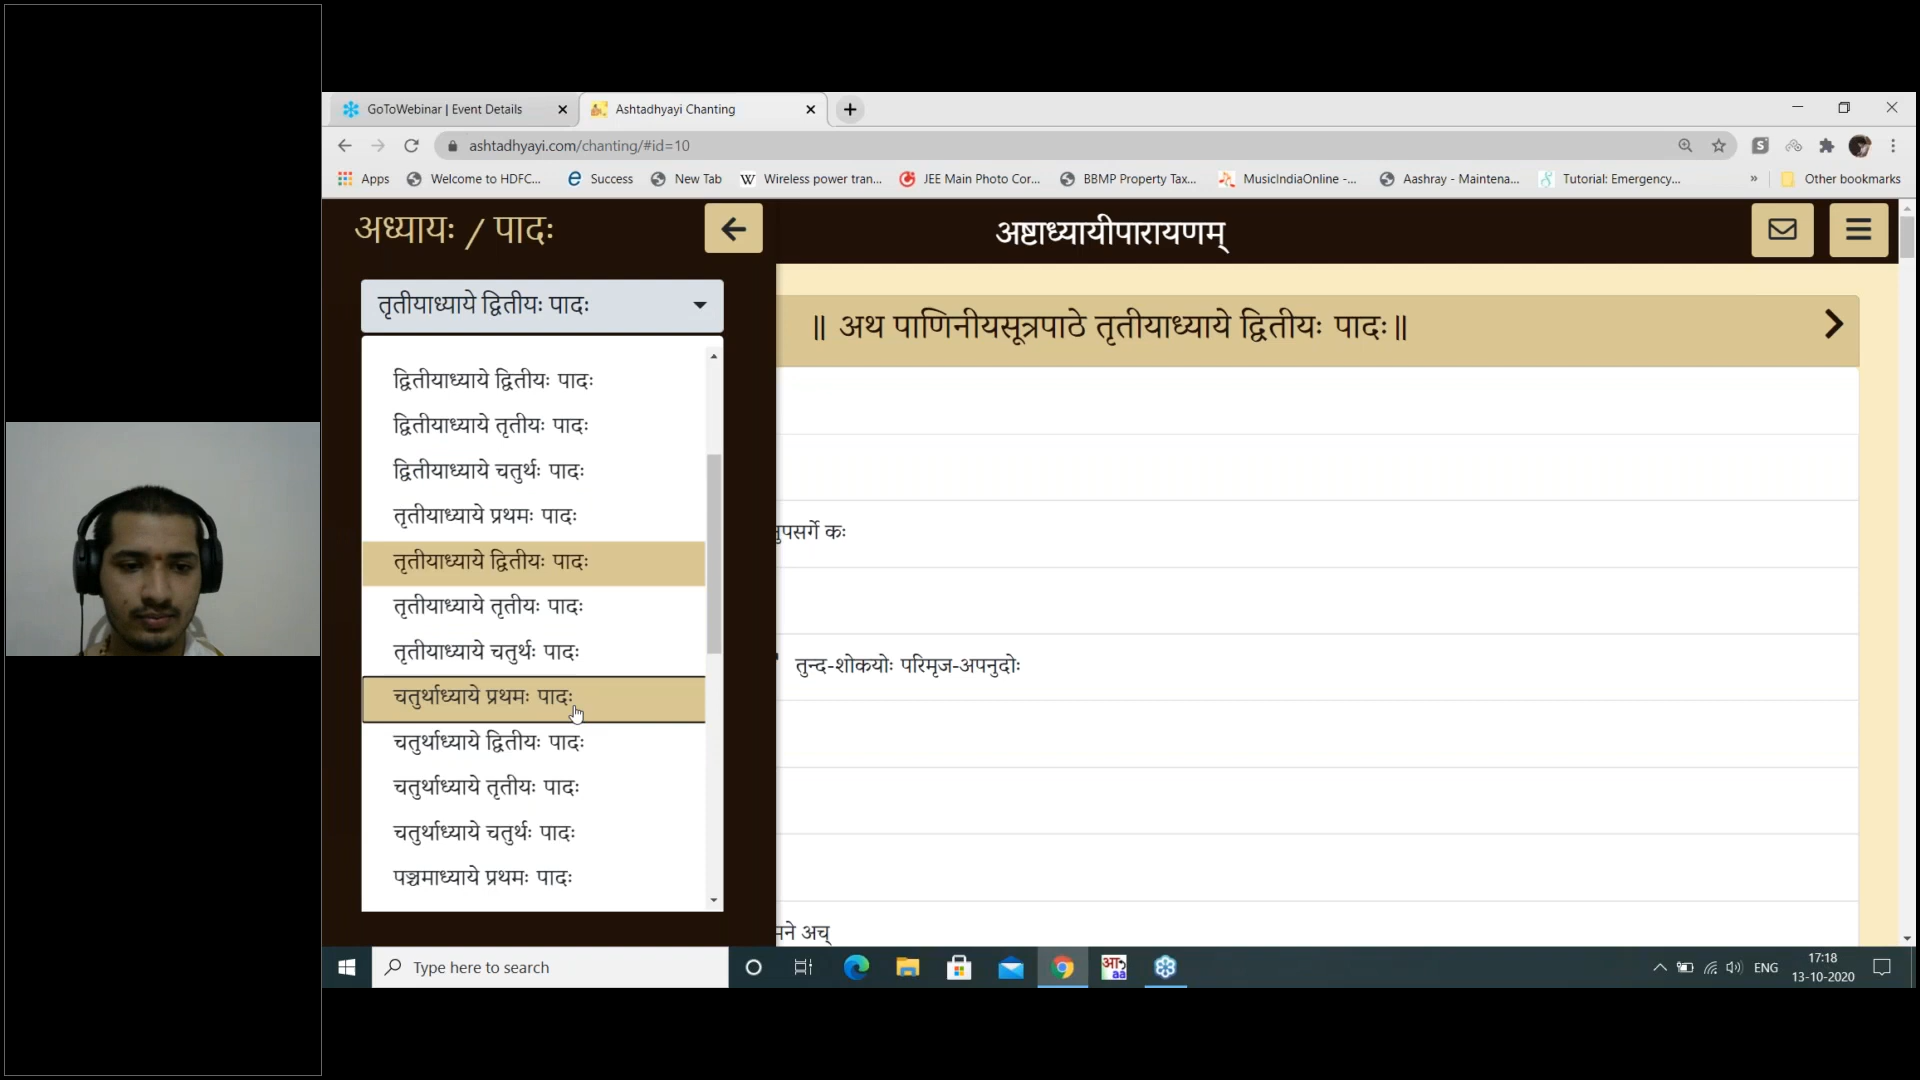 GoToWebinar | Event Details
Ashtadhyayi Chanting
ashtadhyayi.com/chanting/#id=10
Apps
Welcome to HDFC...
Success
New Tab
Wireless power tran...
JEE Main Photo Cor...
BBMP Property Tax...
MusicIndiaOnline -...
Aashray - Maintena...
Tutorial: Emergency...
»
Other bookmarks
अध्यायः / पादः
अष्टाध्यायीपारायणम्
तृतीयाध्याये द्वितीयः पादः
॥ अथ पाणिनीयसूत्रपाठे तृतीयाध्याये द्वितीयः पादः॥
द्वितीयाध्याये द्वितीयः पादः
द्वितीयाध्याये तृतीयः पादः
द्वितीयाध्याये चतुर्थः पादः
तृतीयाध्याये प्रथमः पादः
तृतीयाध्याये द्वितीयः पादः
तृतीयाध्याये तृतीयः पादः
तृतीयाध्याये चतुर्थः पादः
चतुर्थाध्याये प्रथमः पादः
चतुर्थाध्याये द्वितीयः पादः
चतुर्थाध्याये तृतीयः पादः
चतुर्थाध्याये चतुर्थः पादः
पञ्चमाध्याये प्रथमः पादः
नुपसर्गे कः
तुन्द-शोकयोः परिमृज-अपनुदोः
अच्
Type here to search
ENG
17:18
13-10-2020